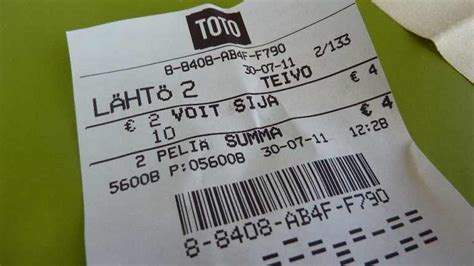 TOTO
8-8408-AB4F-F790
30-07-11 2/133
LÄHTÖ 2 TEIVO
€ 2 VOIT SIJA € 4
10
2 PELIÄ SUMMA € 4
5600B P:05600B 30-07-11 12:28
8-8408-AB4F-F790